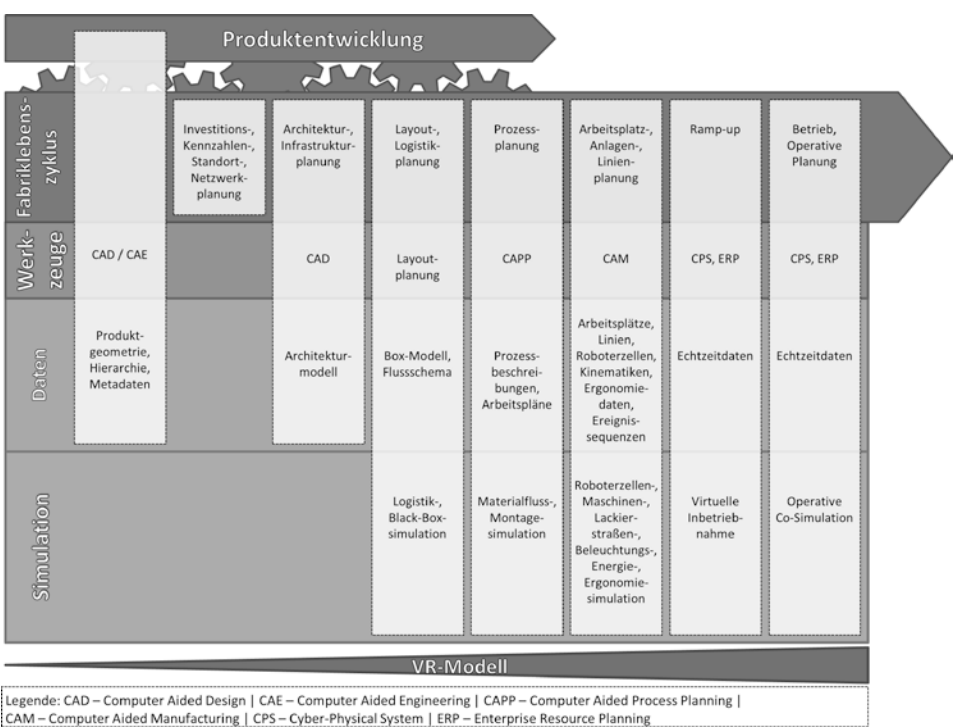 Produktentwicklung
Fabriklebens-
zyklus
Investitions-,
Kennzahlen-,
Standort-,
Netzwerk-
planung
Architektur-,
Infrastruktur-
planung
Layout-,
Logistik-
planung
Prozess-
planung
Arbeitsplatz-,
Anlagen-,
Linien-
planung
Ramp-up
Betrieb,
Operative
Planung
Werk-
zeuge
CAD / CAE
CAD
Layout-
planung
CAPP
CAM
CPS, ERP
CPS, ERP
Daten
Produkt-
geometrie,
Hierarchie,
Metadaten
Architektur-
modell
Box-Modell,
Flussschema
Prozess-
beschrei-
bungen,
Arbeitspläne
Arbeitsplätze,
Linien,
Roboterzellen,
Kinematiken,
Ergonomie-
daten,
Ereignis-
sequenzen
Echtzeitdaten
Echtzeitdaten
Simulation
Logistik-,
Black-Box-
simulation
Materialfluss-,
Montage-
simulation
Roboterzellen-,
Maschinen-,
Lackier-
straßen-,
Beleuchtungs-,
Energie-,
Ergonomie-
simulation
Virtuelle
Inbetrieb-
nahme
Operative
Co-Simulation
VR-Modell
Legende: CAD – Computer Aided Design | CAE – Computer Aided Engineering | CAPP – Computer Aided Process Planning |
CAM – Computer Aided Manufacturing | CPS – Cyber-Physical System | ERP – Enterprise Resource Planning